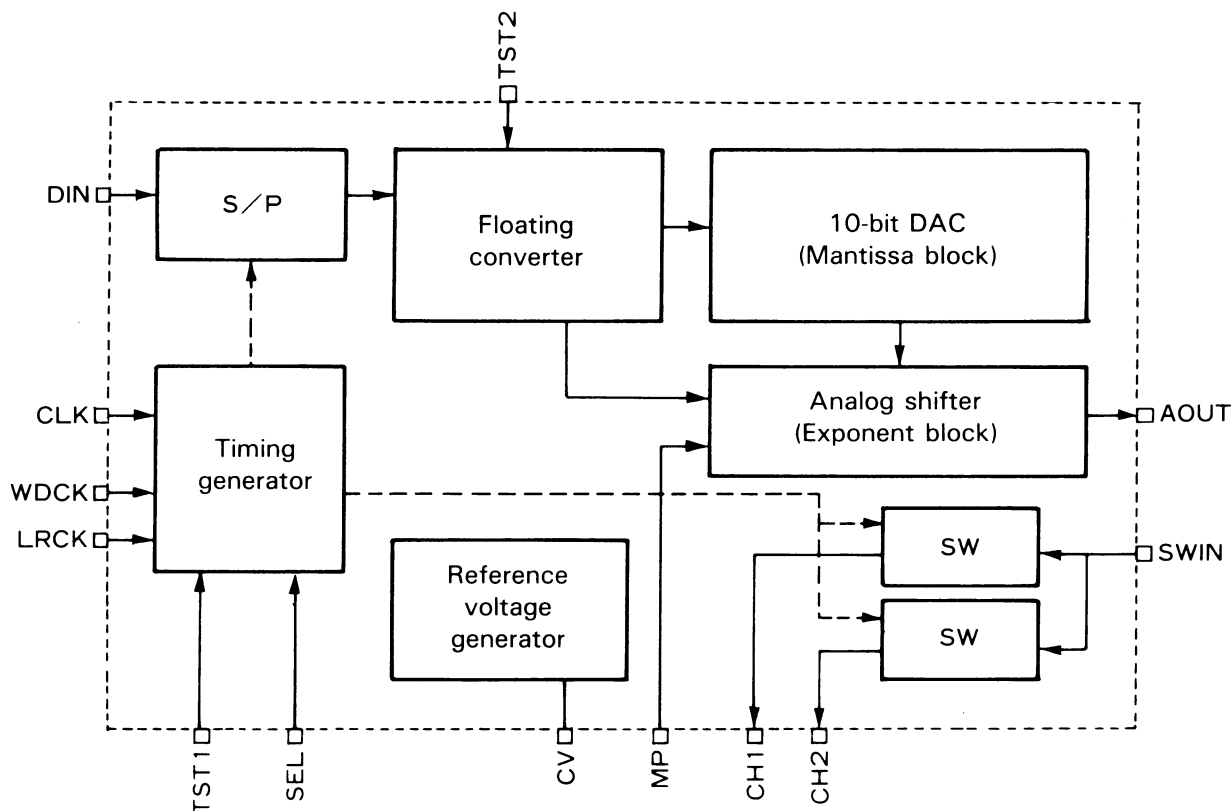 TST2
DIN
S/P
Floating
converter
10-bit DAC
(Mantissa block)
CLK
WDCK
LRCK
Timing
generator
Analog shifter
(Exponent block)
AOUT
Reference
voltage
generator
SW
SW
SWIN
TST1
SEL
CV
MP
CH1
CH2